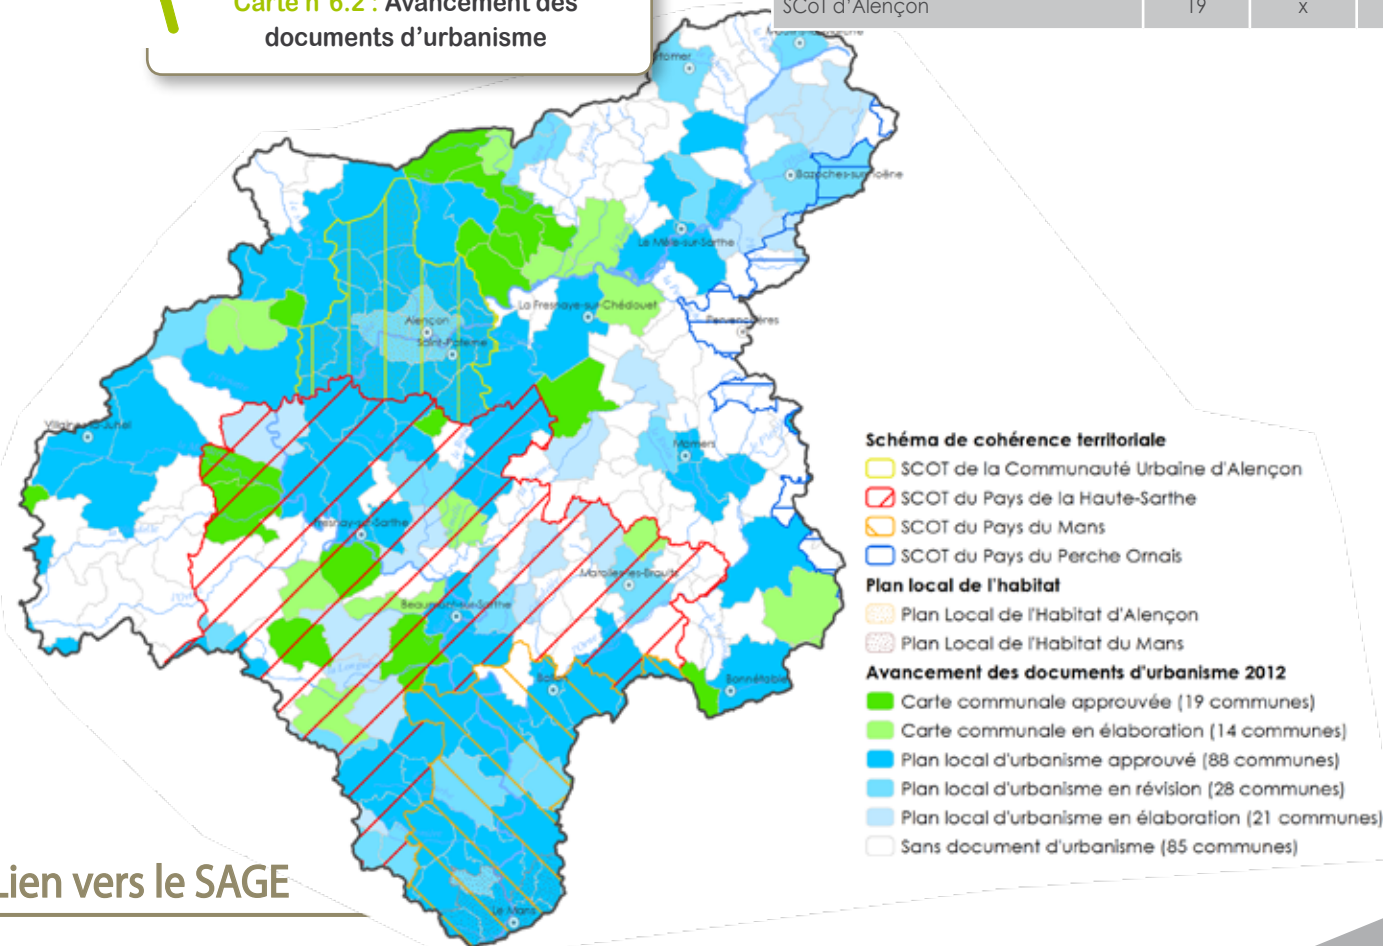 Carte n°6.2 : Avancement des
documents d'urbanisme
SCoT d'Alençon 19 x
Bazoches-sur-Hoëne
Le Mêle-sur-Sarthe
La Fresnaye-sur-Chédouet
Pervenchères
Alençon
Saint-Paterne
Villaines-la-Juhel
Mamers
Fresnay-sur-Sarthe
Marolles-les-Braults
Beaumont-sur-Sarthe
Ballon
Bonnétable
Le Mans
Schéma de cohérence territoriale
SCOT de la Communauté Urbaine d'Alençon
SCOT du Pays de la Haute-Sarthe
SCOT du Pays du Mans
SCOT du Pays du Perche Ornais
Plan local de l'habitat
Plan Local de l'Habitat d'Alençon
Plan Local de l'Habitat du Mans
Avancement des documents d'urbanisme 2012
Carte communale approuvée (19 communes)
Carte communale en élaboration (14 communes)
Plan local d'urbanisme approuvé (88 communes)
Plan local d'urbanisme en révision (28 communes)
Plan local d'urbanisme en élaboration (21 communes)
Sans document d'urbanisme (85 communes)
Lien vers le SAGE